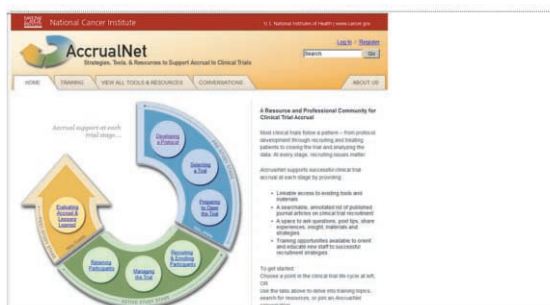 National Cancer Institute
U.S. National Institutes of Health | www.cancer.gov
Log In / Register
AccrualNet
Strategies, Tools, & Resources to Support Accrual to Clinical Trials
Search
Go
HOME
TRAINING
VIEW ALL TOOLS & RESOURCES
CONVERSATIONS
ABOUT US
Accrual support at each
trial stage...
Developing
a Protocol
Selecting
a Trial
Preparing
to Open
the Trial
Recruiting
& Enrolling
Participants
Managing
the Trial
Retaining
Participants
Evaluating
Accrual &
Lessons
Learned
A Resource and Professional Community for
Clinical Trial Accrual
Most clinical trials follow a pattern – from protocol
development through recruiting and treating
patients to closing the trial and analyzing the
data. At every stage, recruiting issues matter.
AccrualNet supports successful clinical trial
accrual at each stage by providing:
• Linkable access to existing tools and
materials
• A searchable, annotated list of published
journal articles on clinical trial recruitment
• A space to ask questions, post tips, share
experiences, insight, materials and
strategies
• Training opportunities available to orient
and educate new staff to successful
recruitment strategies
To get started:
Choose a point in the clinical trial life cycle at left,
OR
Use the tabs above to delve into training topics,
search for resources, or join an AccrualNet